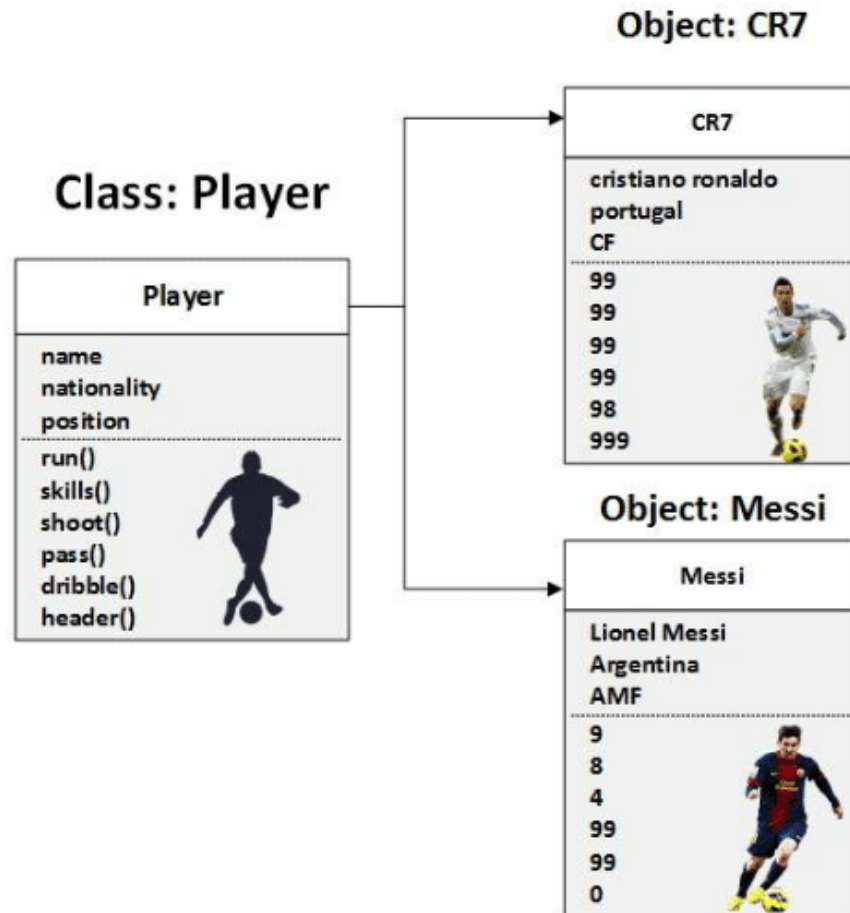 Class: Player
Player
name
nationality
position
run()
skills()
shoot()
pass()
dribble()
header()
Object: CR7
CR7
cristiano ronaldo
portugal
CF
99
99
99
99
98
999
Object: Messi
Messi
Lionel Messi
Argentina
AMF
9
8
4
99
99
0